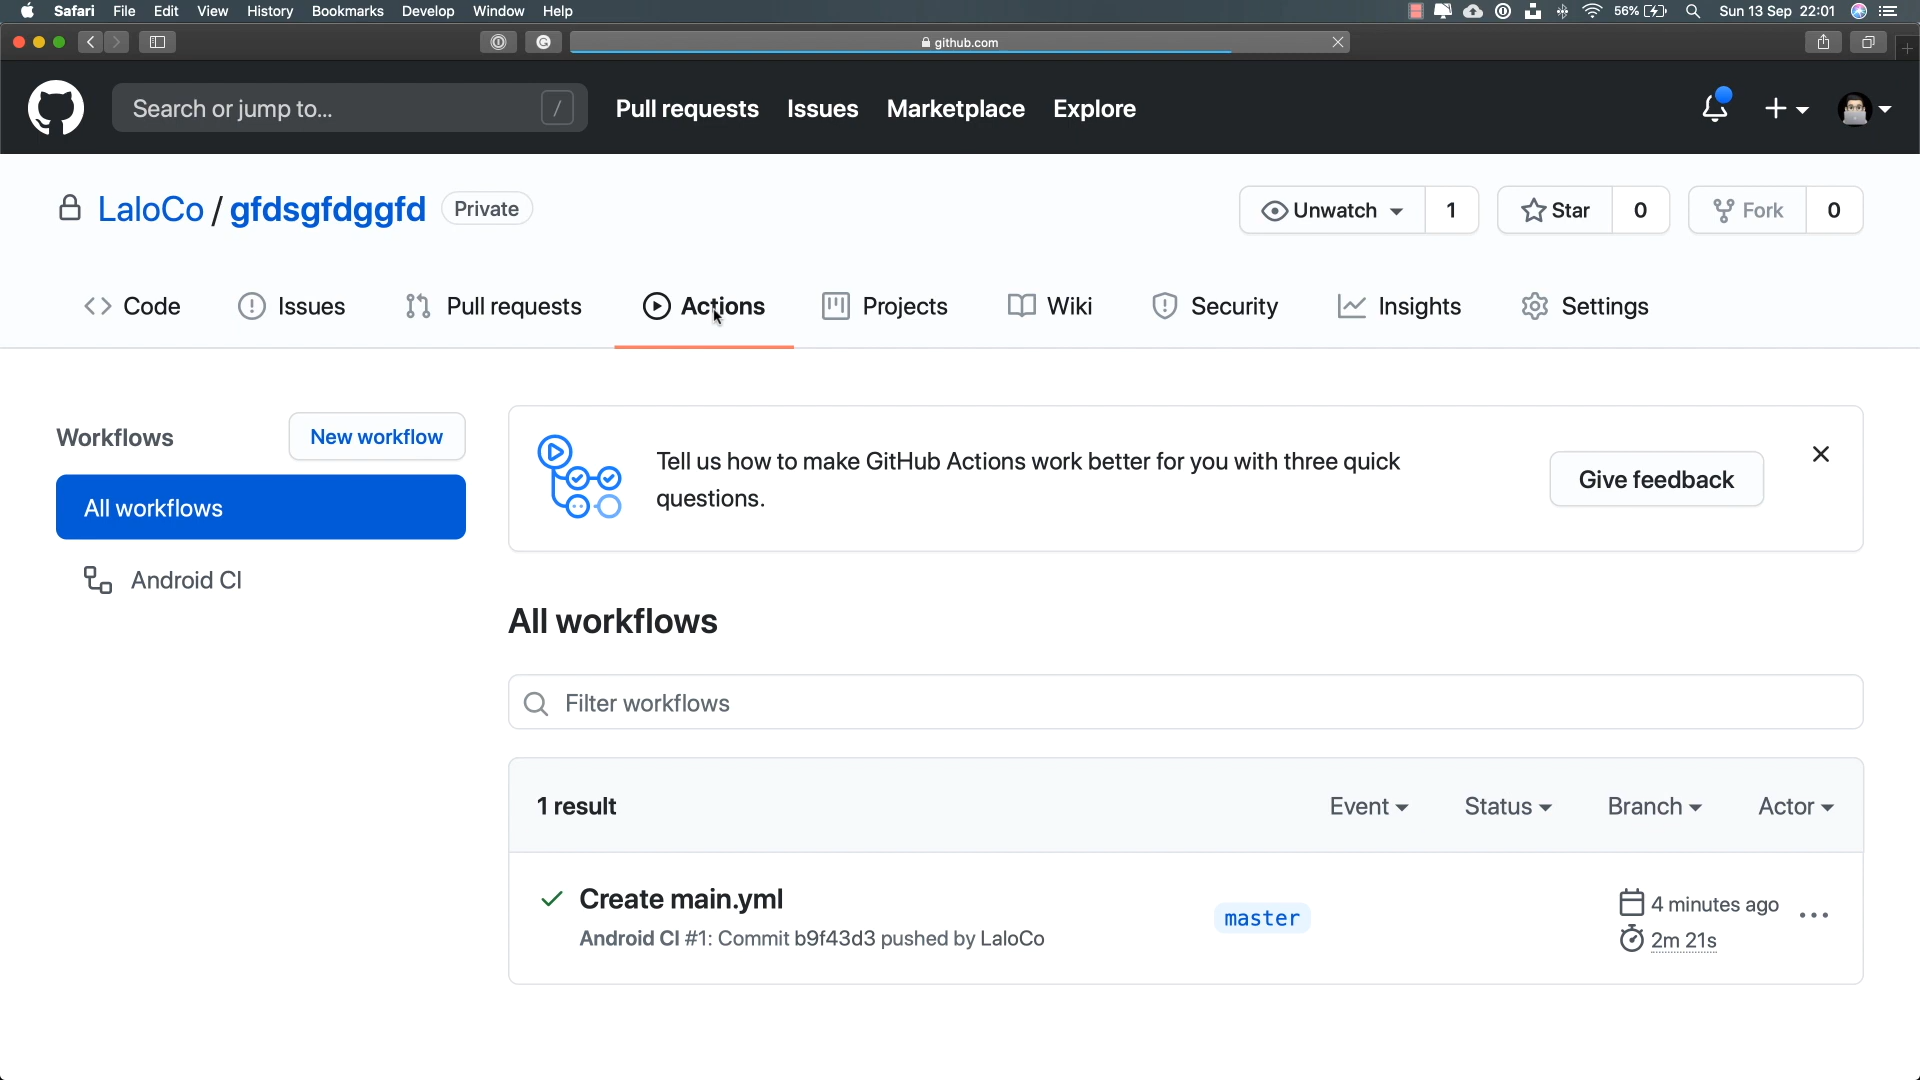 Safari File Edit View History Bookmarks Develop Window Help 56% Sun 13 Sep 22:01
github.com
Search or jump to... / Pull requests Issues Marketplace Explore
LaloCo / gfdsgfdggfd Private Unwatch 1 Star 0 Fork 0
Code Issues Pull requests Actions Projects Wiki Security Insights Settings
Workflows New workflow
All workflows
Android CI
Tell us how to make GitHub Actions work better for you with three quick
questions.
Give feedback
All workflows
Filter workflows
1 result Event Status Branch Actor
Create main.yml
Android CI #1: Commit b9f43d3 pushed by LaloCo
master
4 minutes ago
2m 21s